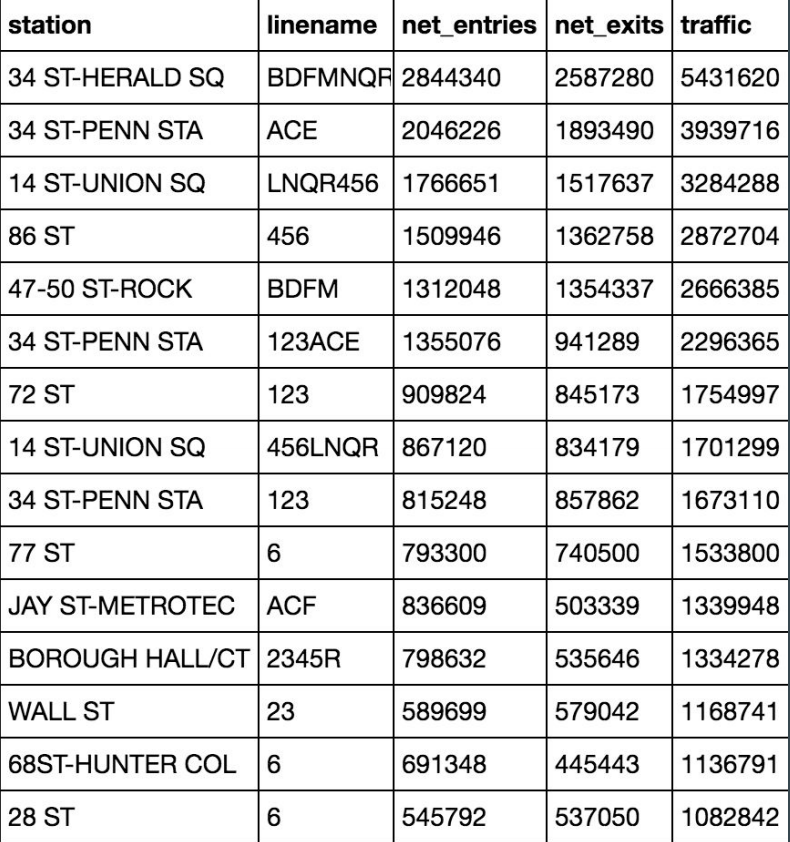 station linename net_entries net_exits traffic
34 ST-HERALD SQ BDFMNQR 2844340 2587280 5431620
34 ST-PENN STA ACE 2046226 1893490 3939716
14 ST-UNION SQ LNQR456 1766651 1517637 3284288
86 ST 456 1509946 1362758 2872704
47-50 ST-ROCK BDFM 1312048 1354337 2666385
34 ST-PENN STA 123ACE 1355076 941289 2296365
72 ST 123 909824 845173 1754997
14 ST-UNION SQ 456LNQR 867120 834179 1701299
34 ST-PENN STA 123 815248 857862 1673110
77 ST 6 793300 740500 1533800
JAY ST-METROTEC ACF 836609 503339 1339948
BOROUGH HALL/CT 2345R 798632 535646 1334278
WALL ST 23 589699 579042 1168741
68ST-HUNTER COL 6 691348 445443 1136791
28 ST 6 545792 537050 1082842